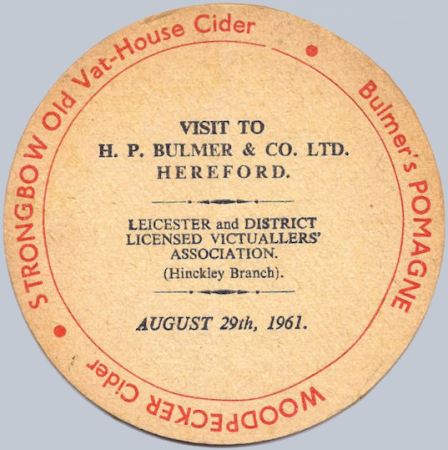 STRONGBOW Old Vat-House Cider
Bulmer's POMAGNE
WOODPECKER Cider
VISIT TO
H. P. BULMER & CO. LTD.
HEREFORD.
LEICESTER and DISTRICT
LICENSED VICTUALLERS'
ASSOCIATION.
(Hinckley Branch).
AUGUST 29th, 1961.